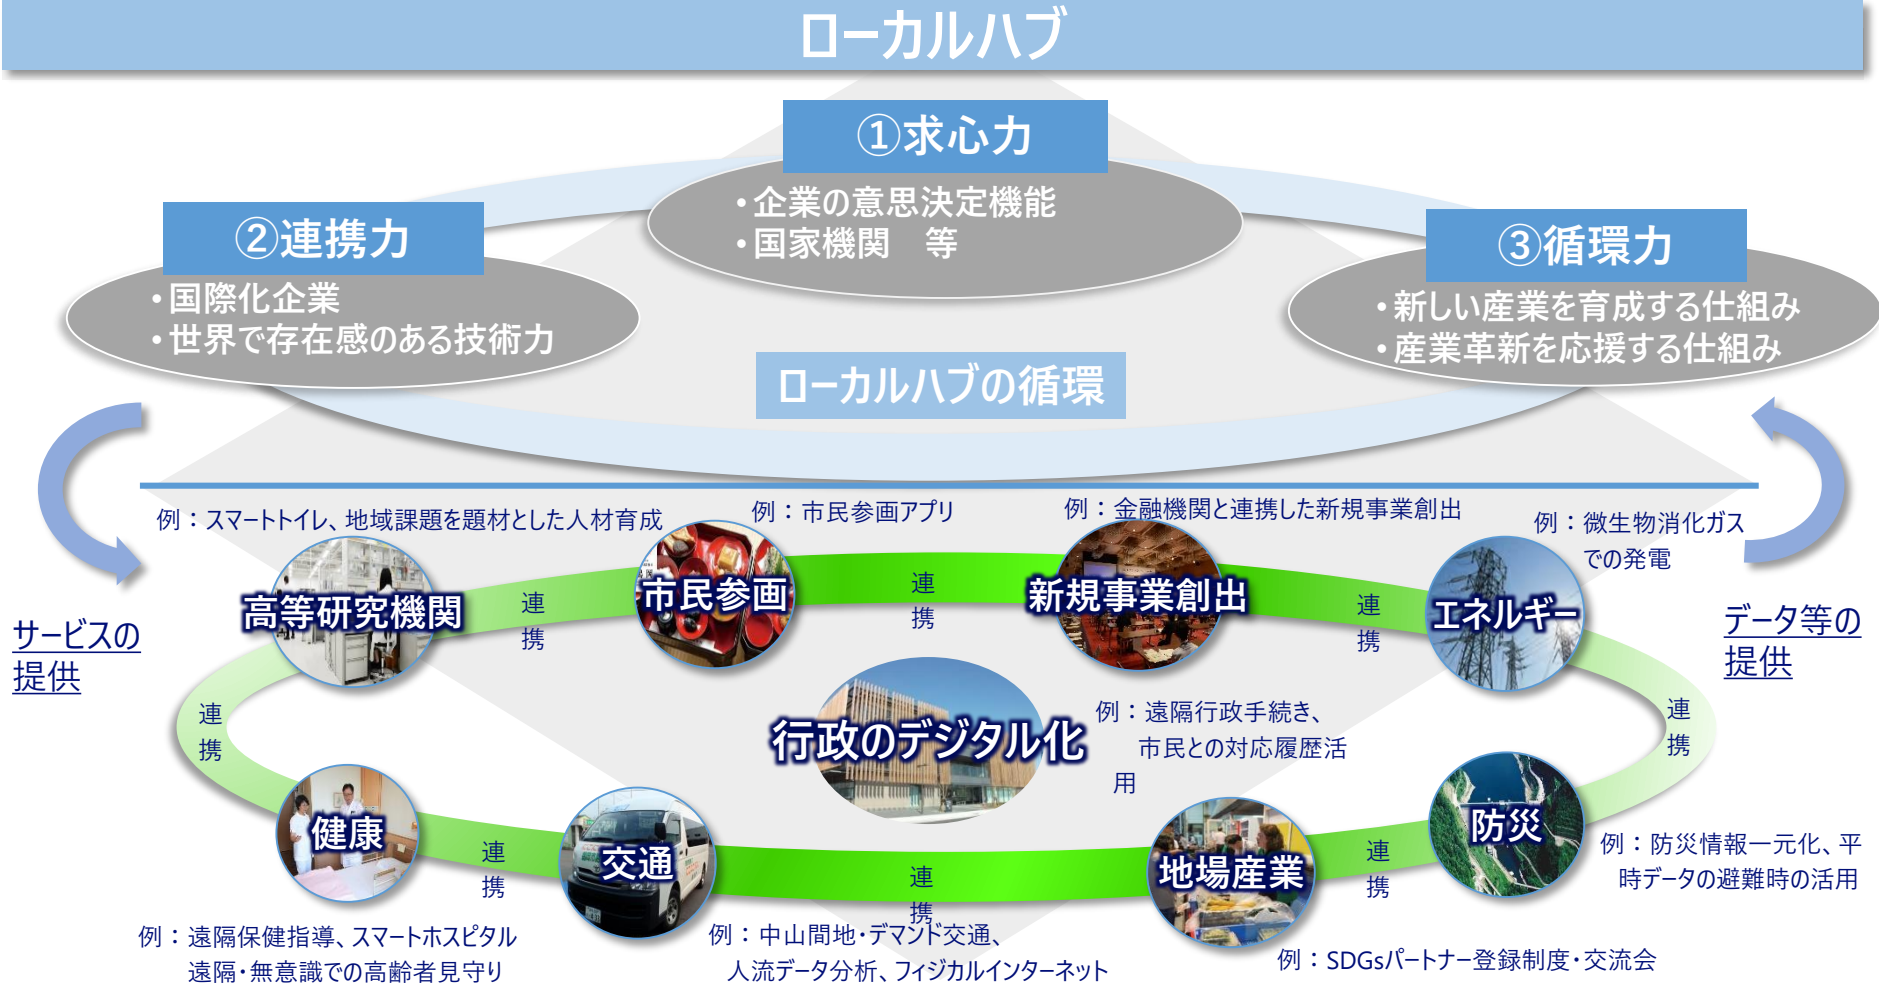 ローカルハブ
①求心力
・企業の意思決定機能
・国家機関　等
②連携力
・国際化企業
・世界で存在感のある技術力
③循環力
・新しい産業を育成する仕組み
・産業革新を応援する仕組み
ローカルハブの循環
サービスの
提供
データ等の
提供
例：スマートトイレ、地域課題を題材とした人材育成
高等研究機関
連
携
例：市民参画アプリ
市民参画
連
携
例：金融機関と連携した新規事業創出
新規事業創出
連
携
例：微生物消化ガス
での発電
エネルギー
連
携
連
携
行政のデジタル化
例：遠隔行政手続き、
市民との対応履歴活
用
健康
連
携
例：遠隔保健指導、スマートホスピタル
遠隔・無意識での高齢者見守り
交通
連
携
例：中山間地・デマンド交通、
人流データ分析、フィジカルインターネット
地場産業
連
携
例：SDGsパートナー登録制度・交流会
防災
例：防災情報一元化、平
時データの避難時の活用